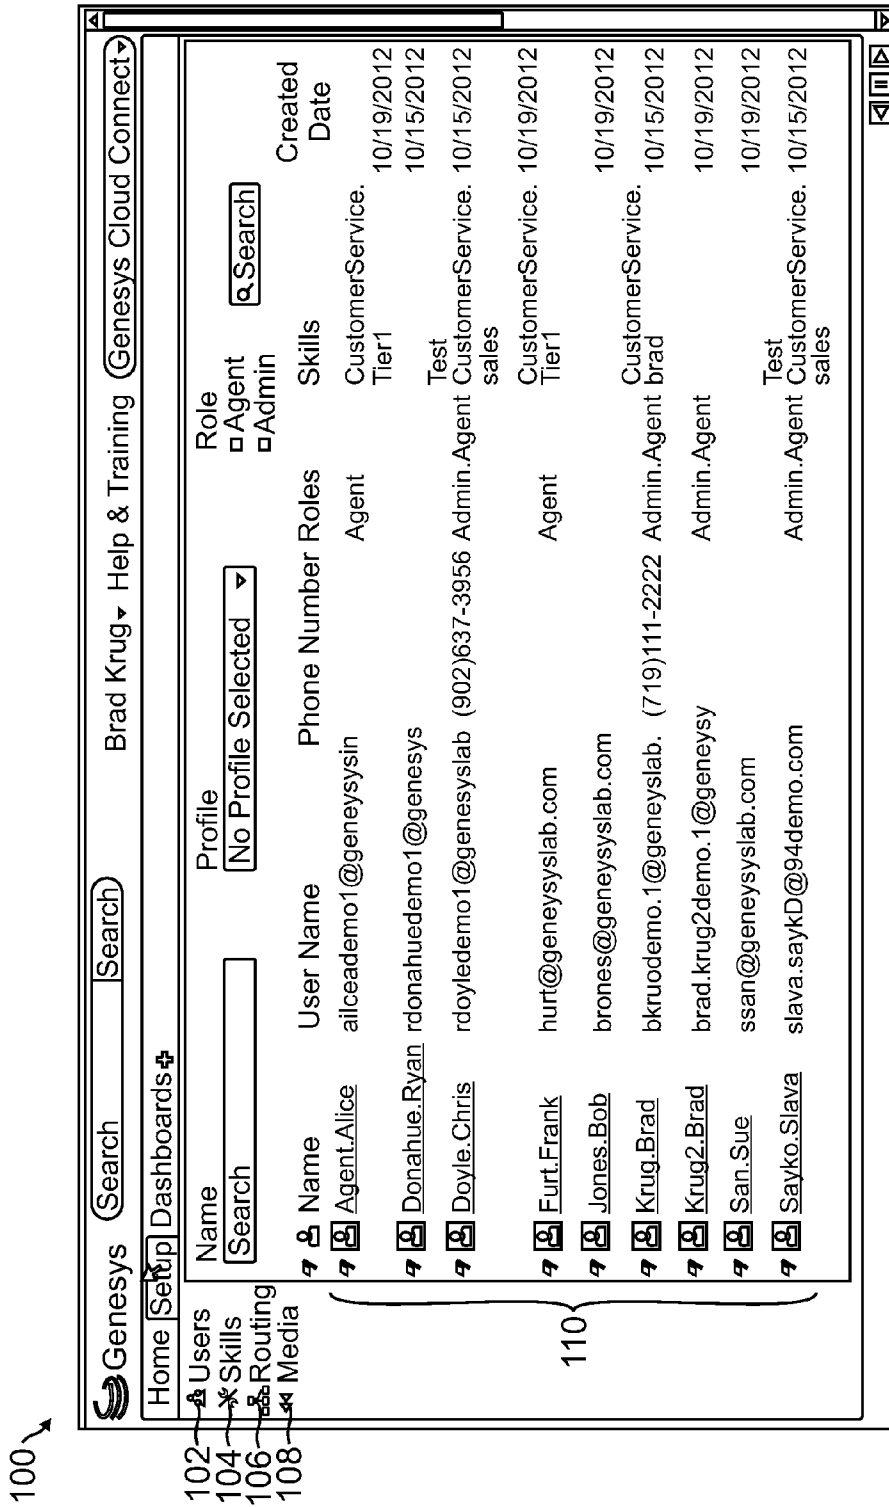 100
Genesys Search Search Brad Krug Help & Training Genesys Cloud Connect
Home Setup Dashboards
102 Users
104 Skills
106 Routing
108 Media
Name Profile Role
Search No Profile Selected Agent Search
Admin
Name User Name Phone Number Roles Skills Created
Date
Agent.Alice ailceademo1@geneysysin Agent CustomerService. 10/19/2012
Tier1
Donahue.Ryan rdonahuedemo1@genesys 10/15/2012
Test
Doyle.Chris rdoyledemo1@genesyslab (902)637-3956 Admin.Agent CustomerService. 10/15/2012
sales
CustomerService. 10/19/2012
Furt.Frank hurt@geneysyslab.com Agent Tier1
110
Jones.Bob brones@geneysyslab.com 10/19/2012
CustomerService.
Krug.Brad bkruodemo.1@geneyslab. (719)111-2222 Admin.Agent brad 10/15/2012
Krug2.Brad brad.krug2demo.1@geneysy Admin.Agent 10/19/2012
San.Sue ssan@geneysyslab.com 10/19/2012
Test
Sayko.Slava slava.saykD@94demo.com Admin.Agent CustomerService. 10/15/2012
sales